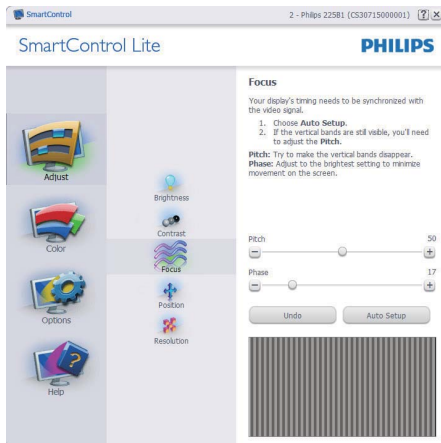 SmartControl
2 - Philips 225B1 (CS30715000001)
SmartControl Lite
PHILIPS
Adjust
Color
Options
Help
Brightness
Contrast
Focus
Position
Resolution
Focus
Your display's timing needs to be synchronized with
the video signal.
1. Choose Auto Setup.
2. If the vertical bands are still visible, you'll need
to adjust the Pitch.
Pitch: Try to make the vertical bands disappear.
Phase: Adjust to the brightest setting to minimize
movement on the screen.
Pitch 50
Phase 17
Undo
Auto Setup